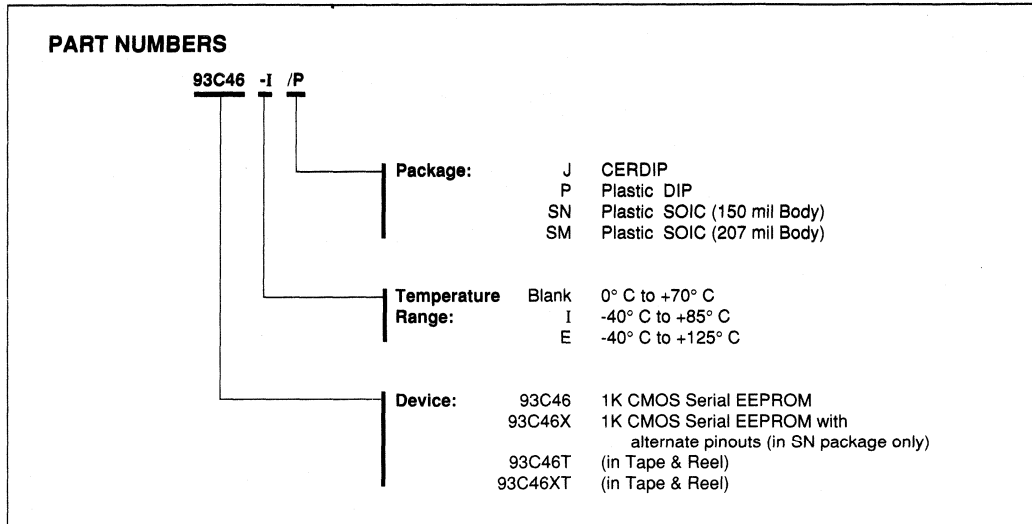 PART NUMBERS
93C46 -I /P
Package: J CERDIP
P Plastic DIP
SN Plastic SOIC (150 mil Body)
SM Plastic SOIC (207 mil Body)
Temperature Blank 0° C to +70° C
Range: I -40° C to +85° C
E -40° C to +125° C
Device: 93C46 1K CMOS Serial EEPROM
93C46X 1K CMOS Serial EEPROM with
alternate pinouts (in SN package only)
93C46T (in Tape & Reel)
93C46XT (in Tape & Reel)